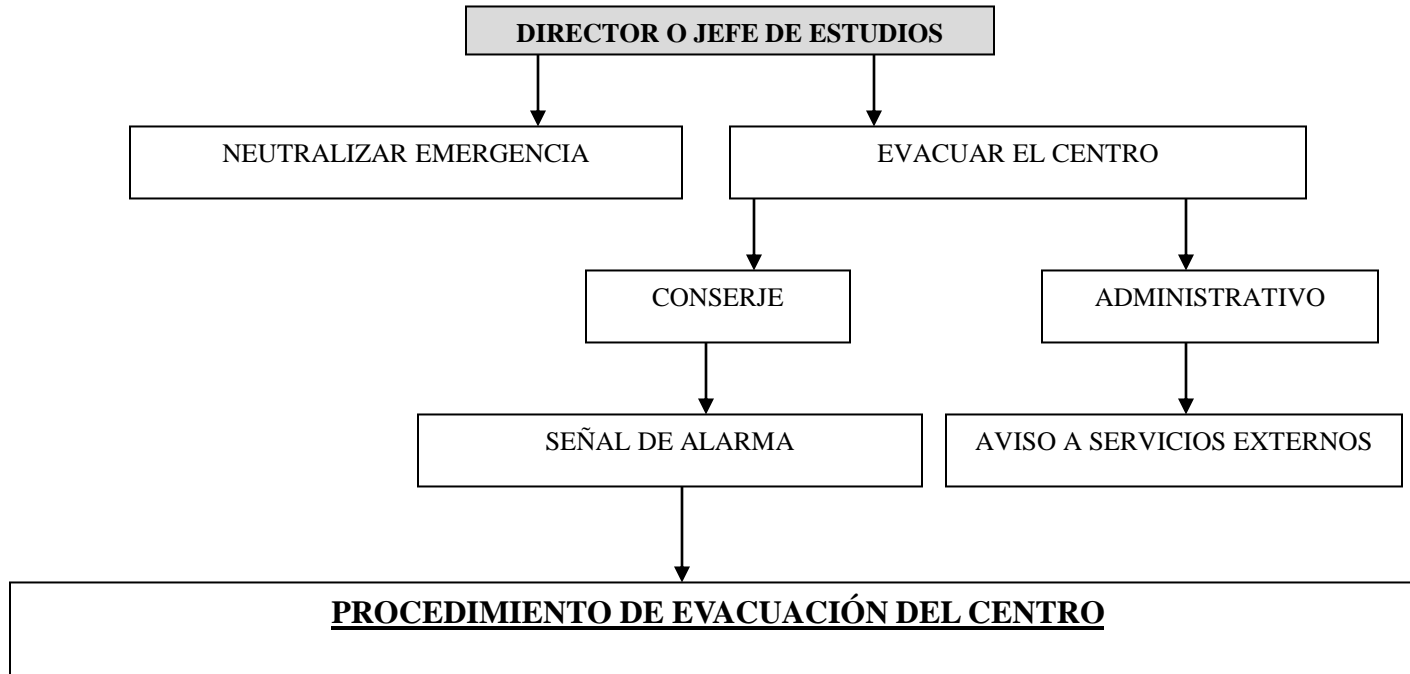 DIRECTOR O JEFE DE ESTUDIOS
NEUTRALIZAR EMERGENCIA
EVACUAR EL CENTRO
CONSERJE
ADMINISTRATIVO
SEÑAL DE ALARMA
AVISO A SERVICIOS EXTERNOS
PROCEDIMIENTO DE EVACUACIÓN DEL CENTRO